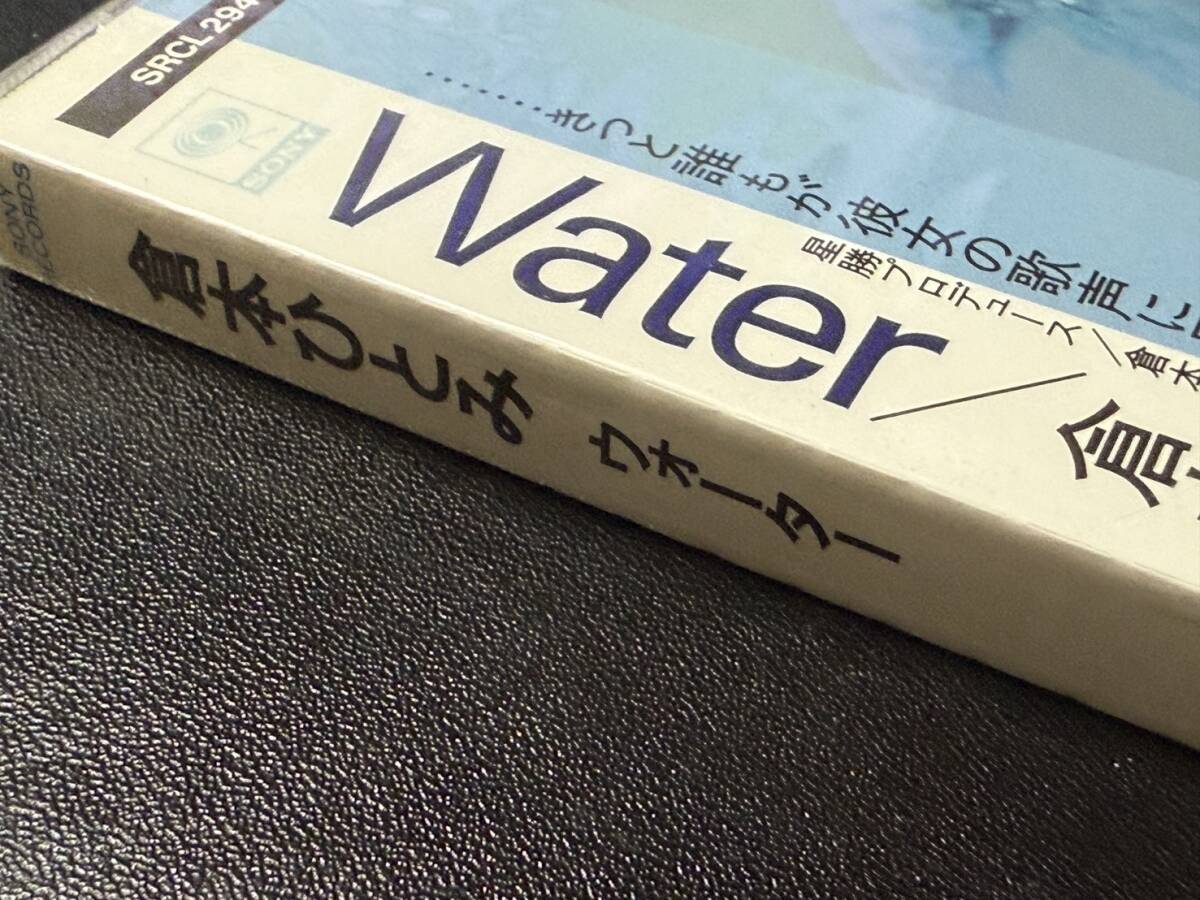 SRCL 294
SONY
……きっと誰もが彼女の歌声に
星勝プロデュース／倉本
Water／倉
SONY
RECORDS
倉本ひとみ ウォーター